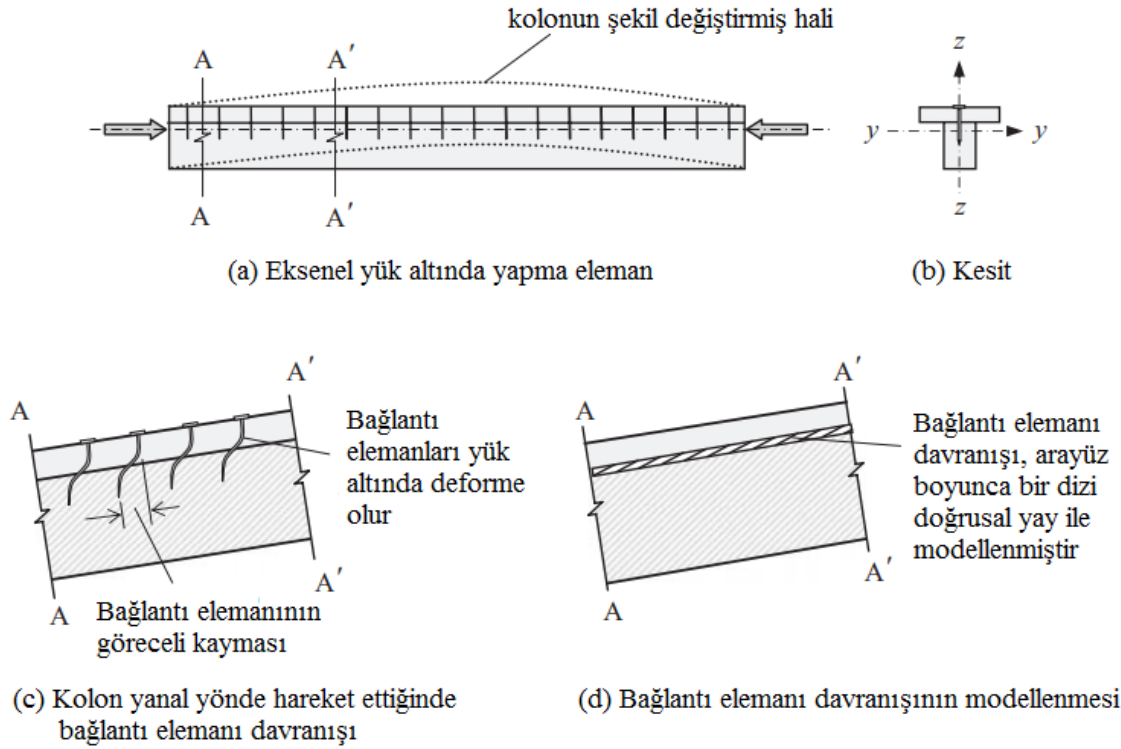 kolonun şekil değiştirmiş hali
A
A′
z
y
y
A
A′
z
(a) Eksenel yük altında yapma eleman
(b) Kesit
A′
A
Bağlantı
elemanları yük
altında deforme
olur
A
A′
Bağlantı elemanının
göreceli kayması
(c) Kolon yanal yönde hareket ettiğinde
bağlantı elemanı davranışı
A′
A
Bağlantı elemanı
davranışı, arayüz
boyunca bir dizi
doğrusal yay ile
modellenmiştir
A′
A
(d) Bağlantı elemanı davranışının modellenmesi